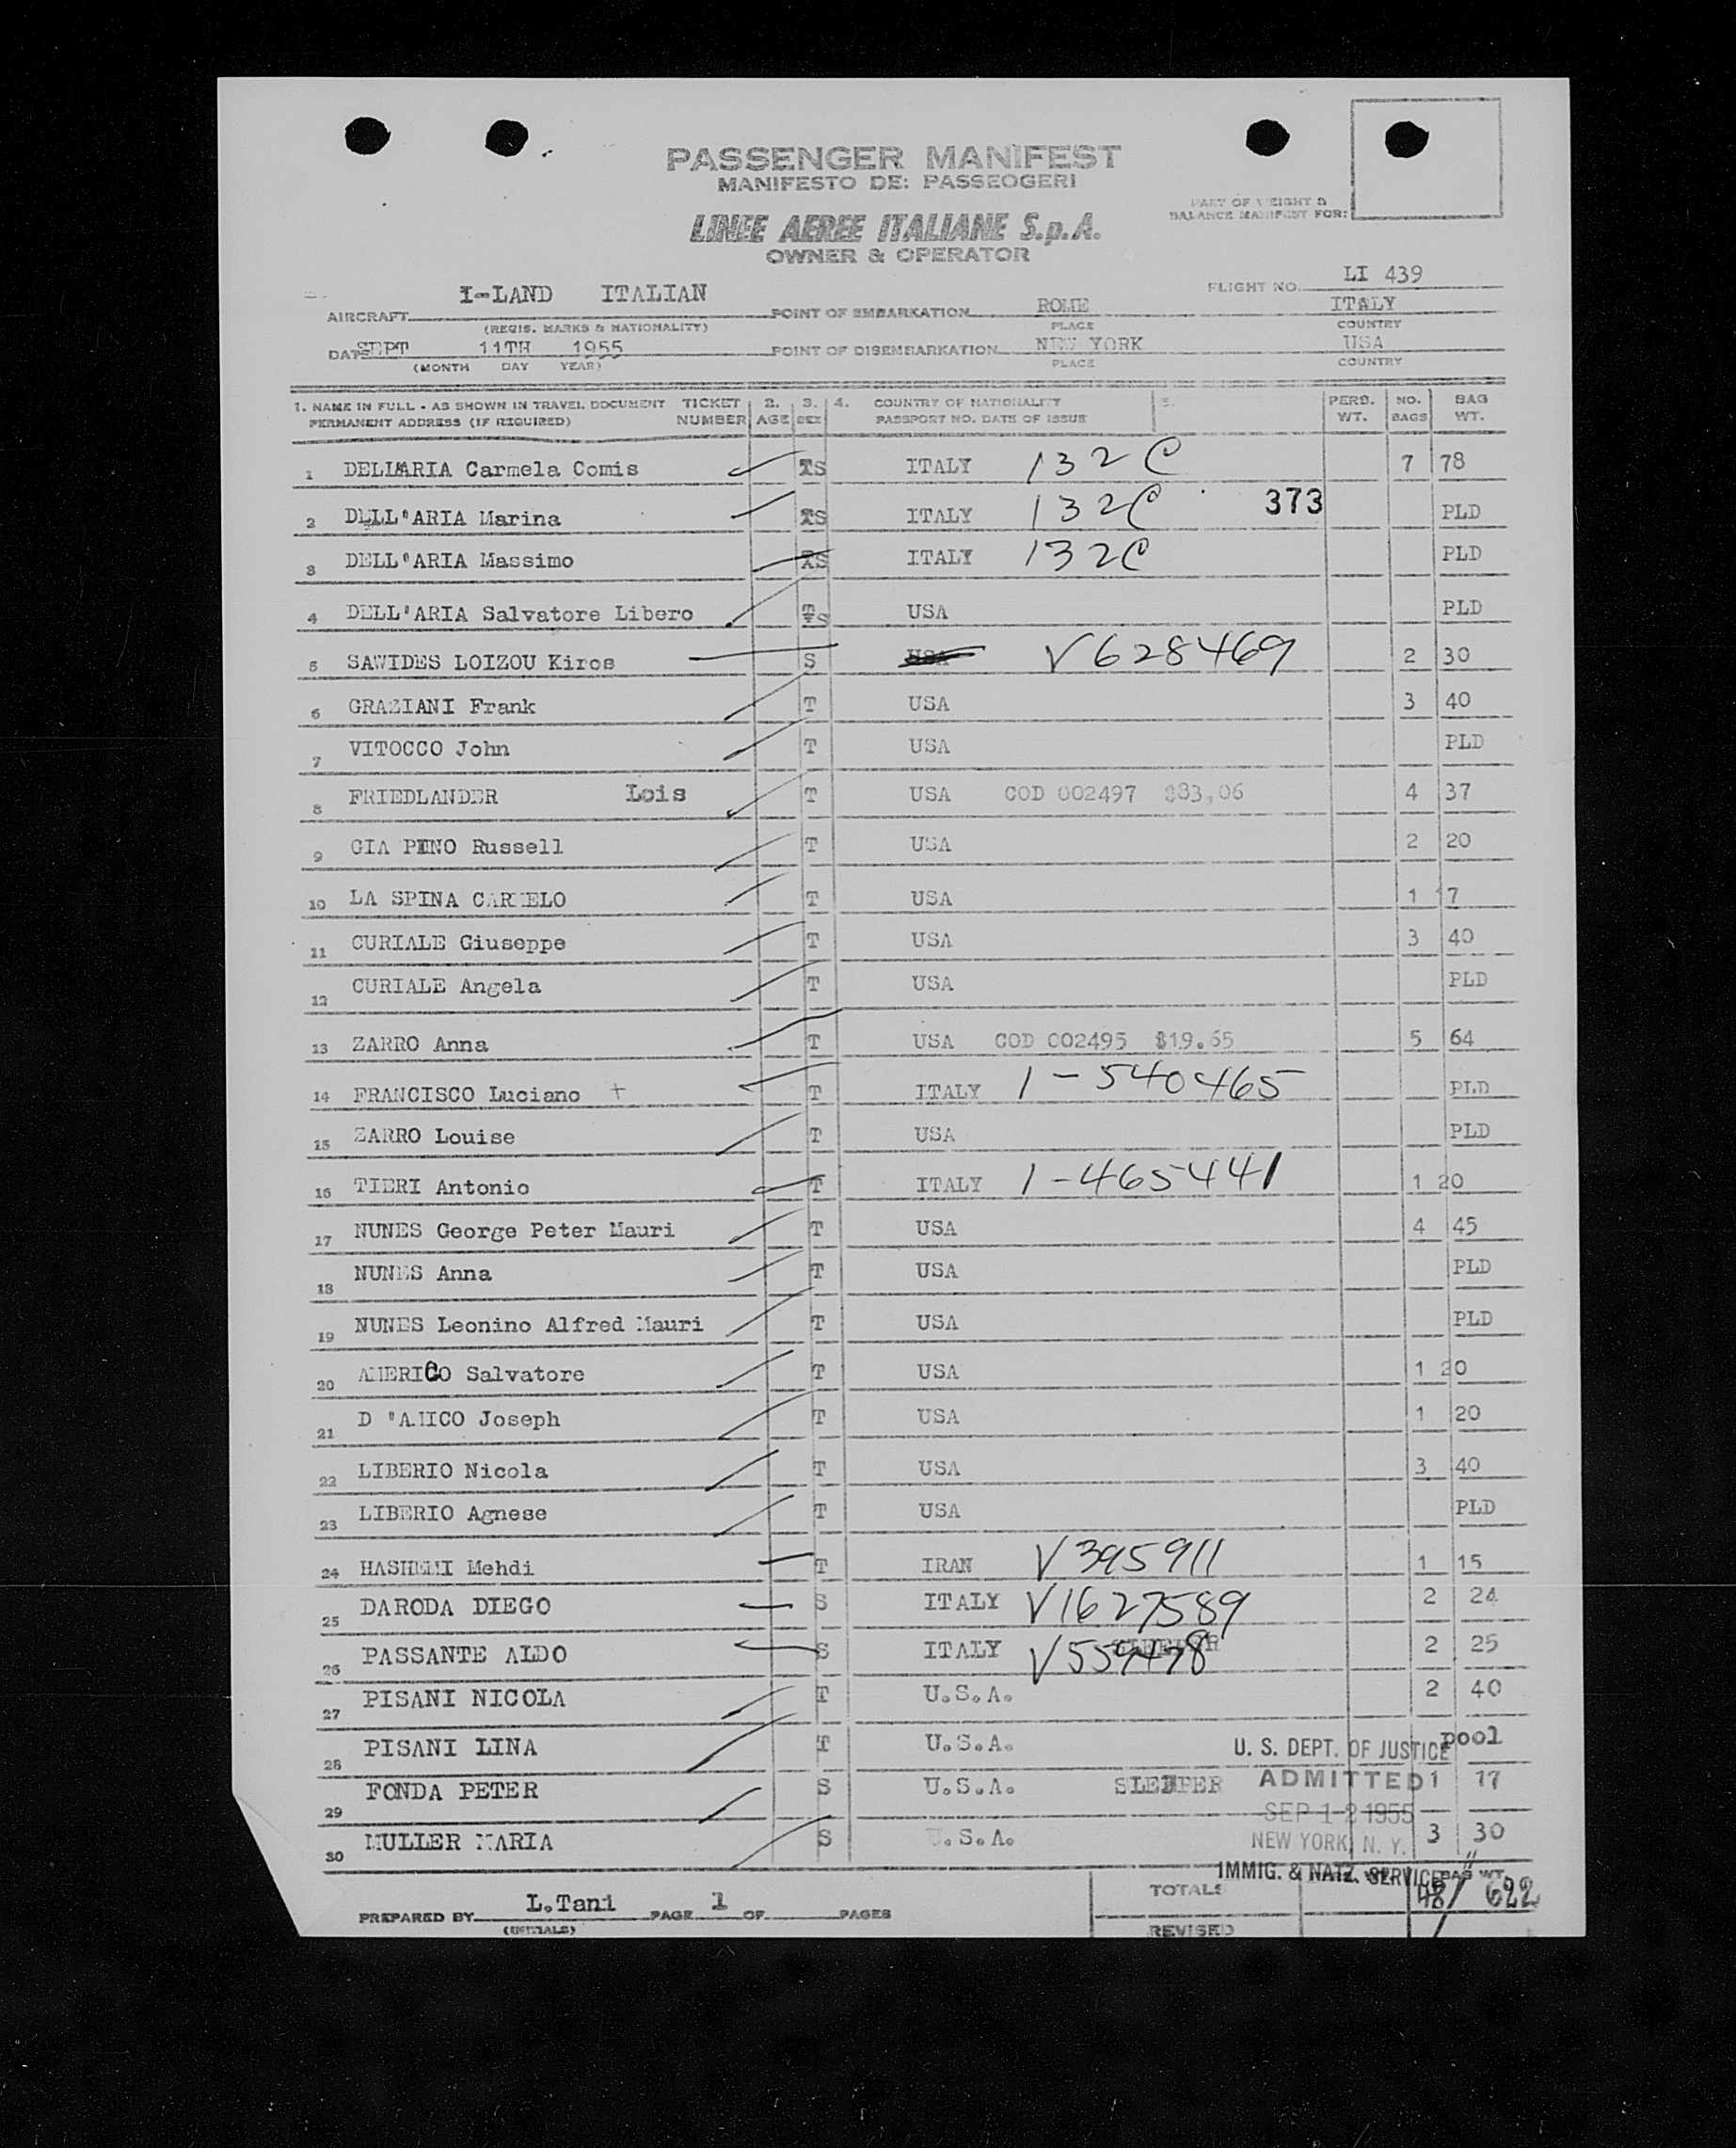 PASSENGER MANIFEST
MANIFESTO DE: PASSEOGERI
PART OF WEIGHT &
BALANCE MANIFEST FOR:
LINEE AEREE ITALIANE S.p.A.
OWNER & OPERATOR
FLIGHT NO. LI 439
AIRCRAFT I-LAND ITALIAN POINT OF EMBARKATION ROME ITALY
(REGIS. MARKS & NATIONALITY) PLACE COUNTRY
DATE SEPT 11TH 1955 POINT OF DISEMBARKATION NEW YORK USA
(MONTH DAY YEAR) PLACE COUNTRY
1. NAME IN FULL - AS SHOWN IN TRAVEL DOCUMENT TICKET 2. 3. 4. COUNTRY OF NATIONALITY 5. PERS. NO. BAG
PERMANENT ADDRESS (IF REQUIRED) NUMBER AGE SEX PASSPORT NO. DATE OF ISSUE WT. BAGS WT.
1 DELLARIA Carmela Comis S ITALY 132C 7 78
2 DELL'ARIA Marina S ITALY 132C 373 PLD
3 DELL'ARIA Massimo S ITALY 132C PLD
4 DELL'ARIA Salvatore Libero S USA PLD
5 SAWIDES LOIZOU Kiros S USA V628469 2 30
6 GRAZIANI Frank T USA 3 40
7 VITOCCO John T USA PLD
8 FRIEDLANDER Lois T USA COD 002497 $83,06 4 37
9 CIA PINO Russell T USA 2 20
10 LA SPINA CARMELO T USA 1 17
11 CURIALE Giuseppe T USA 3 40
12 CURIALE Angela T USA PLD
13 ZARRO Anna T USA COD 002495 $19.65 5 64
14 FRANCISCO Luciano + T ITALY 1-540465 PLD
15 ZARRO Louise T USA PLD
16 TIERI Antonio T ITALY 1-465441 1 20
17 NUNES George Peter Mauri T USA 4 45
18 NUNES Anna T USA PLD
19 NUNES Leonino Alfred Mauri T USA PLD
20 AMERICO Salvatore T USA 1 20
21 D'AMICO Joseph T USA 1 20
22 LIBERIO Nicola T USA 3 40
23 LIBERIO Agnese T USA PLD
24 HASHEMI Mehdi T IRAN V395911 1 15
25 DARODA DIEGO S ITALY V1627589 2 24
26 PASSANTE ALDO S ITALY SLEEPER 2 25
27 PISANI NICOLA T U.S.A. 2 40
28 PISANI LINA T U.S.A. pool
29 FONDA PETER S U.S.A. SLEEPER 1 17
30 MULLER MARIA S U.S.A. 3 30
U. S. DEPT. OF JUSTICE
ADMITTED
SEP 12 1955
NEW YORK, N. Y.
IMMIG. & NATZ. SERVICE
BAG WT.
PREPARED BY L.Tani PAGE 1 OF PAGES TOTALS 48/ 622
(INITIALS) REVISED